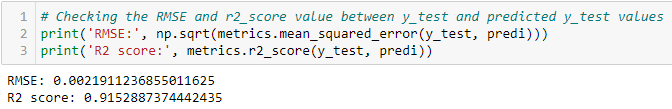 1 # Checking the RMSE and r2_score value between y_test and predicted y_test values
2 print('RMSE:', np.sqrt(metrics.mean_squared_error(y_test, predi)))
3 print('R2 score:', metrics.r2_score(y_test, predi))
RMSE: 0.0021911236855011625
R2 score: 0.9152887374442435